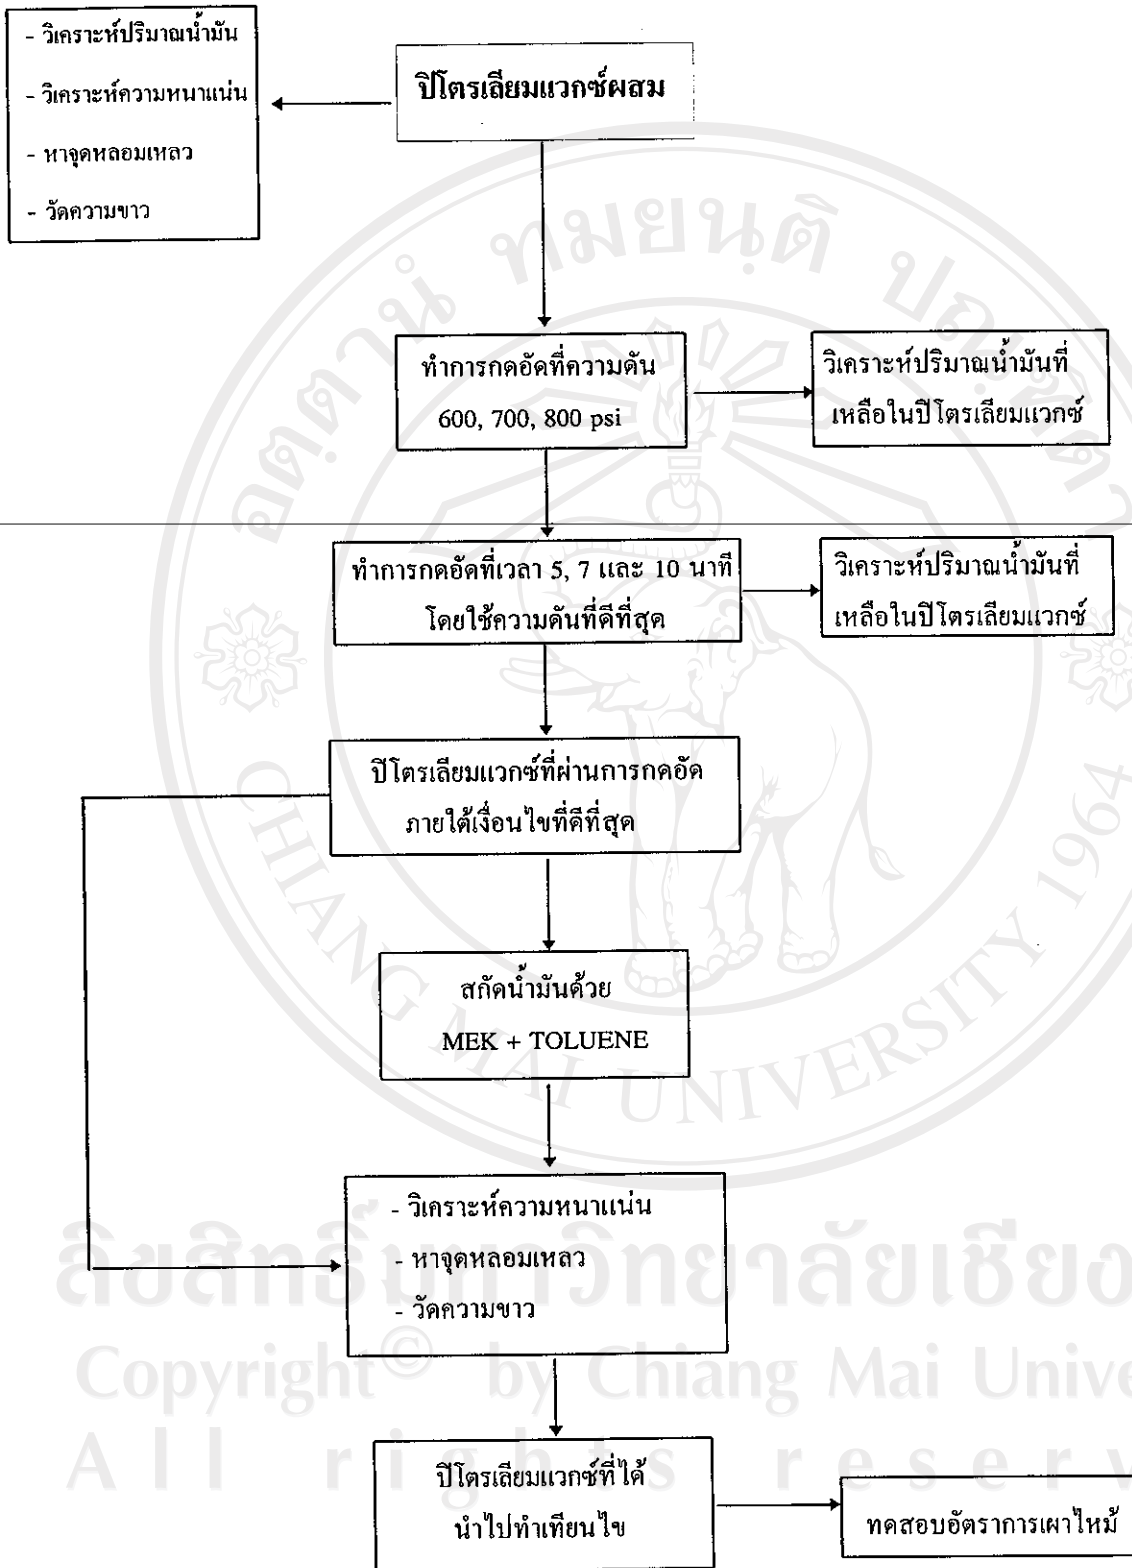 - วิเคราะห์ปริมาณน้ำมัน
- วิเคราะห์ความหนาแน่น
- หาจุดหลอมเหลว
- วัดความขาว
ปิโตรเลียมแวกซ์ผสม
ทำการกดอัดที่ความดัน
600, 700, 800 psi
วิเคราะห์ปริมาณน้ำมันที่
เหลือในปิโตรเลียมแวกซ์
ทำการกดอัดที่เวลา 5, 7 และ 10 นาที
โดยใช้ความดันที่ดีที่สุด
วิเคราะห์ปริมาณน้ำมันที่
เหลือในปิโตรเลียมแวกซ์
ปิโตรเลียมแวกซ์ที่ผ่านการกดอัด
ภายใต้เงื่อนไขที่ดีที่สุด
สกัดน้ำมันด้วย
MEK + TOLUENE
- วิเคราะห์ความหนาแน่น
- หาจุดหลอมเหลว
- วัดความขาว
ปิโตรเลียมแวกซ์ที่ได้
นำไปทำเทียนไข
ทดสอบอัตราการเผาไหม้
อตฺตานํ ทมยนฺติ ปณฺฑิตา
CHIANG MAI UNIVERSITY 1964
ลิขสิทธิ์มหาวิทยาลัยเชียง
Copyright © by Chiang Mai Unive
All rights reserv